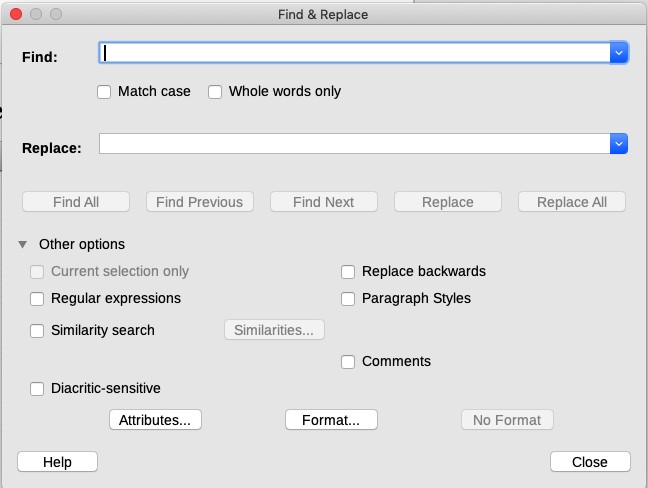 Find & Replace
Find:
Match case Whole words only
Replace:
Find All Find Previous Find Next Replace Replace All
Other options
Current selection only Replace backwards
Regular expressions Paragraph Styles
Similarity search Similarities...
Comments
Diacritic-sensitive
Attributes... Format... No Format
Help Close